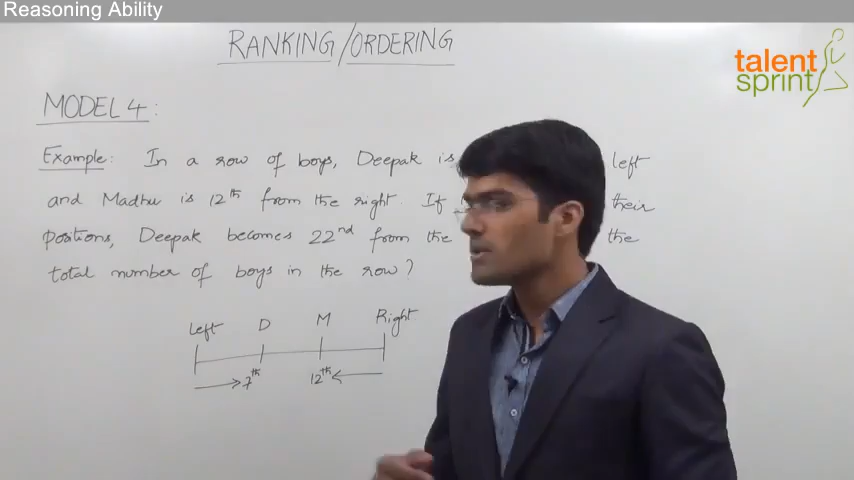 Reasoning Ability
RANKING/ORDERING
talent
sprint
MODEL 4:
Example: In a row of boys, Deepak is left
and Madhu is 12th from the right. If their
positions, Deepak becomes 22nd from the the
total number of boys in the row?
Left D M Right
7th 12th